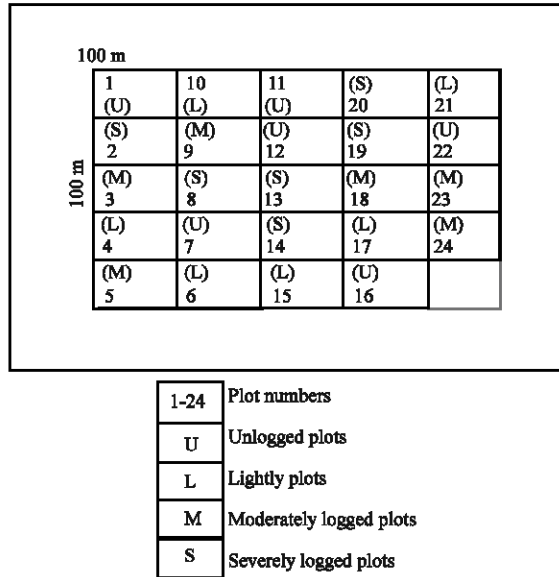 100 m
100 m
1 10 11 (S) (L)
(U) (L) (U) 20 21
(S) (M) (U) (S) (U)
2 9 12 19 22
(M) (S) (S) (M) (M)
3 8 13 18 23
(L) (U) (S) (L) (M)
4 7 14 17 24
(M) (L) (L) (U)
5 6 15 16
1-24 Plot numbers
U Unlogged plots
L Lightly plots
M Moderately logged plots
S Severely logged plots